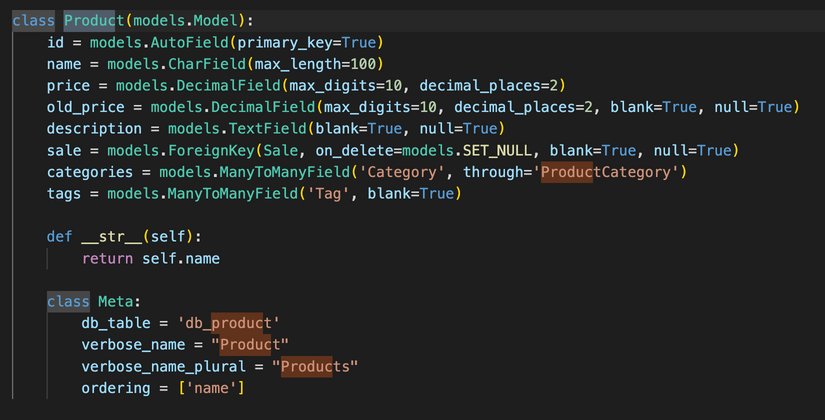 class Product(models.Model):
    id = models.AutoField(primary_key=True)
    name = models.CharField(max_length=100)
    price = models.DecimalField(max_digits=10, decimal_places=2)
    old_price = models.DecimalField(max_digits=10, decimal_places=2, blank=True, null=True)
    description = models.TextField(blank=True, null=True)
    sale = models.ForeignKey(Sale, on_delete=models.SET_NULL, blank=True, null=True)
    categories = models.ManyToManyField('Category', through='ProductCategory')
    tags = models.ManyToManyField('Tag', blank=True)

    def __str__(self):
        return self.name

    class Meta:
        db_table = 'db_product'
        verbose_name = "Product"
        verbose_name_plural = "Products"
        ordering = ['name']